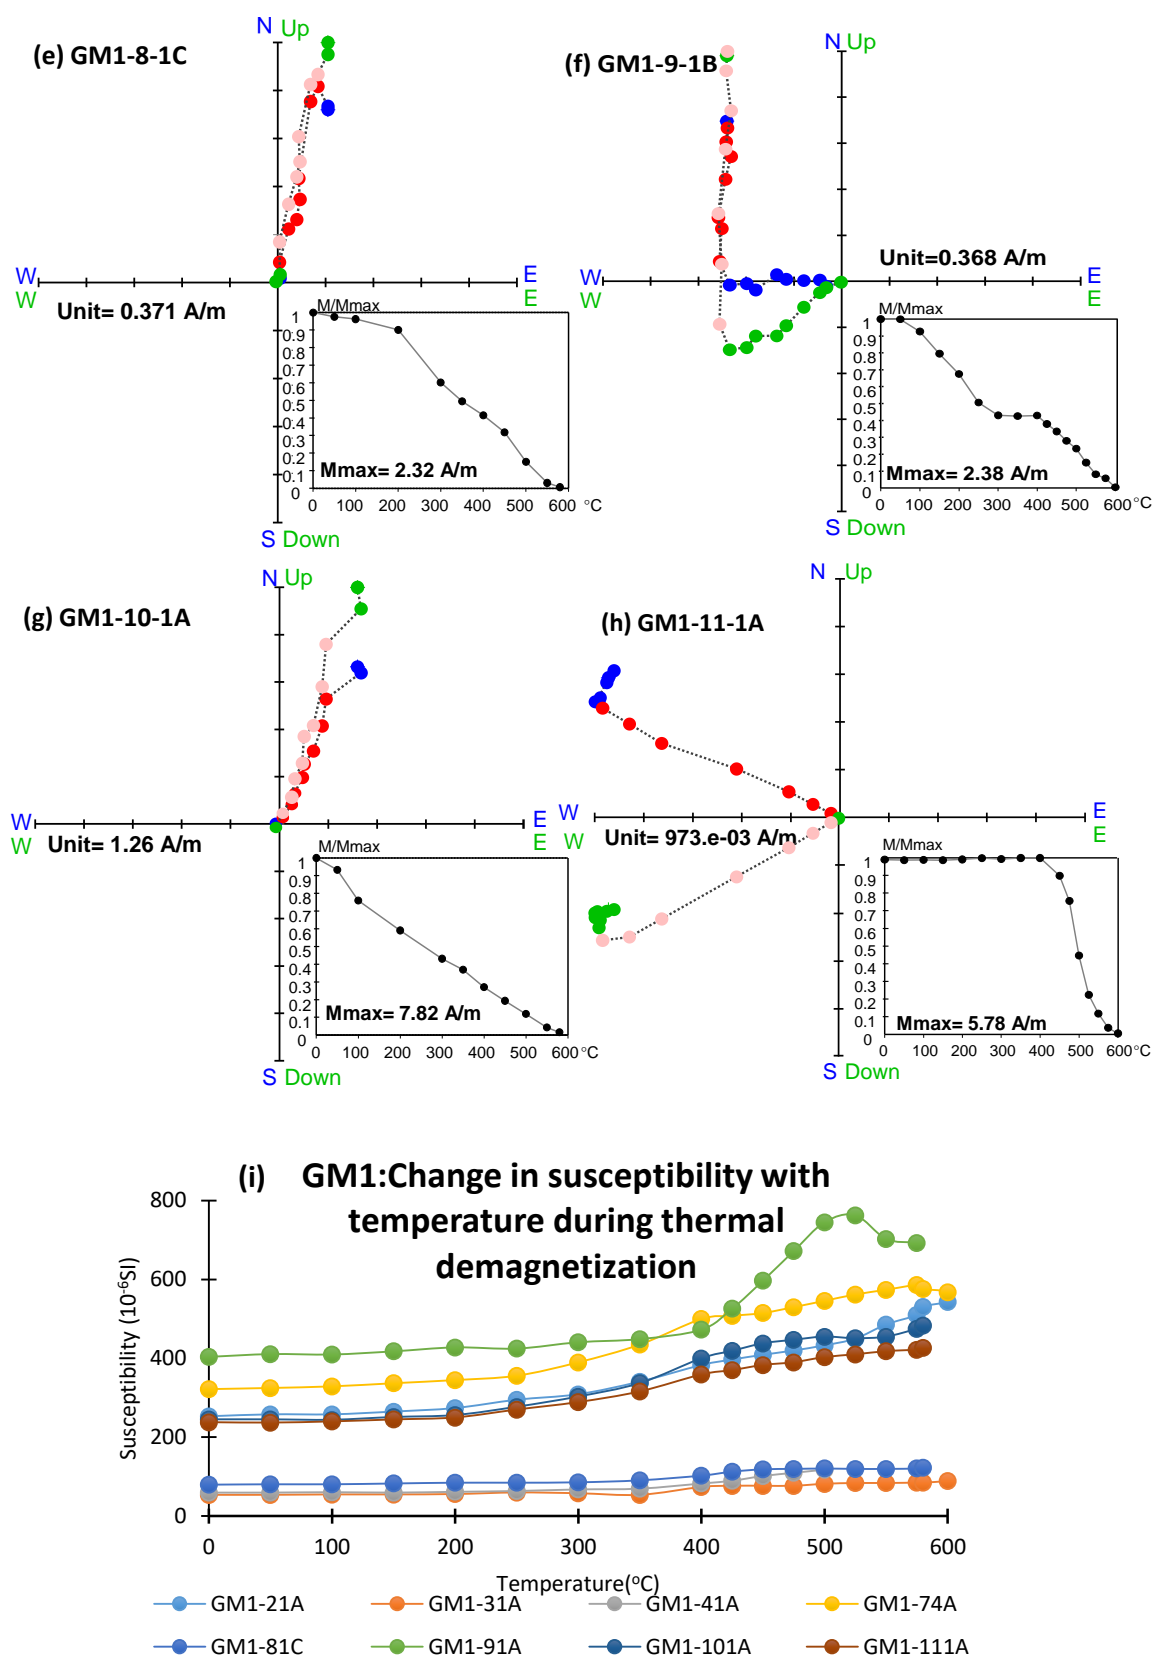 (e) GM1-8-1C
N Up
W
W
E
E
Unit= 0.371 A/m
M/Mmax
1
0.9
0.8
0.7
0.6
0.5
0.4
0.3
0.2
0.1
0
Mmax= 2.32 A/m
0 100 200 300 400 500 600 °C
S Down
(f) GM1-9-1B
N Up
W
W
E
E
Unit=0.368 A/m
M/Mmax
1
0.9
0.8
0.7
0.6
0.5
0.4
0.3
0.2
0.1
0
Mmax= 2.38 A/m
0 100 200 300 400 500 600°C
S Down
(g) GM1-10-1A
N Up
W
W
E
E
Unit= 1.26 A/m
M/Mmax
1
0.9
0.8
0.7
0.6
0.5
0.4
0.3
0.2
0.1
0
Mmax= 7.82 A/m
0 100 200 300 400 500 600°C
S Down
(h) GM1-11-1A
N Up
W
W
E
E
Unit= 973.e-03 A/m
M/Mmax
1
0.9
0.8
0.7
0.6
0.5
0.4
0.3
0.2
0.1
0
Mmax= 5.78 A/m
0 100 200 300 400 500 600°C
S Down
(i) GM1:Change in susceptibility with
temperature during thermal
demagnetization
Susceptibility (10⁻⁶SI)
800
600
400
200
0
0 100 200 300 400 500 600
Temperature(°C)
GM1-21A GM1-31A GM1-41A GM1-74A
GM1-81C GM1-91A GM1-101A GM1-111A